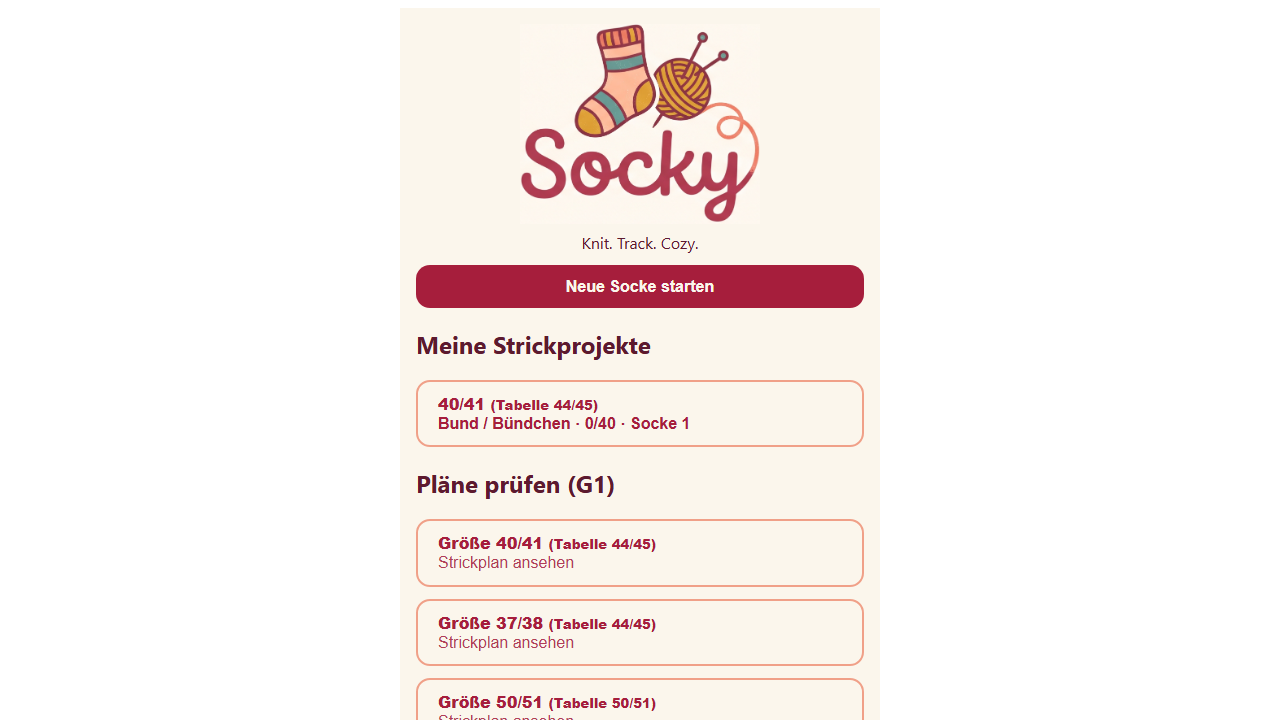 Socky
Knit. Track. Cozy.
Neue Socke starten
Meine Strickprojekte
40/41 (Tabelle 44/45)
Bund / Bündchen · 0/40 · Socke 1
Pläne prüfen (G1)
Größe 40/41 (Tabelle 44/45)
Strickplan ansehen
Größe 37/38 (Tabelle 44/45)
Strickplan ansehen
Größe 50/51 (Tabelle 50/51)
Strickplan ansehen